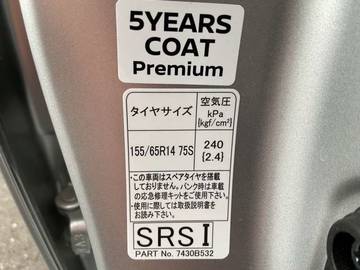 5YEARS
COAT
Premium
タイヤサイズ
空気圧
kPa
{kgf/cm²}
155/65R14 75S
240
{2.4}
・この車両はスペアタイヤを搭載
しておりません。パンク時は車載
の応急修理キットをご使用下さい。
・使用に際しては取扱説明書を
お読み下さい。
SRS I
PART No. 7430B532